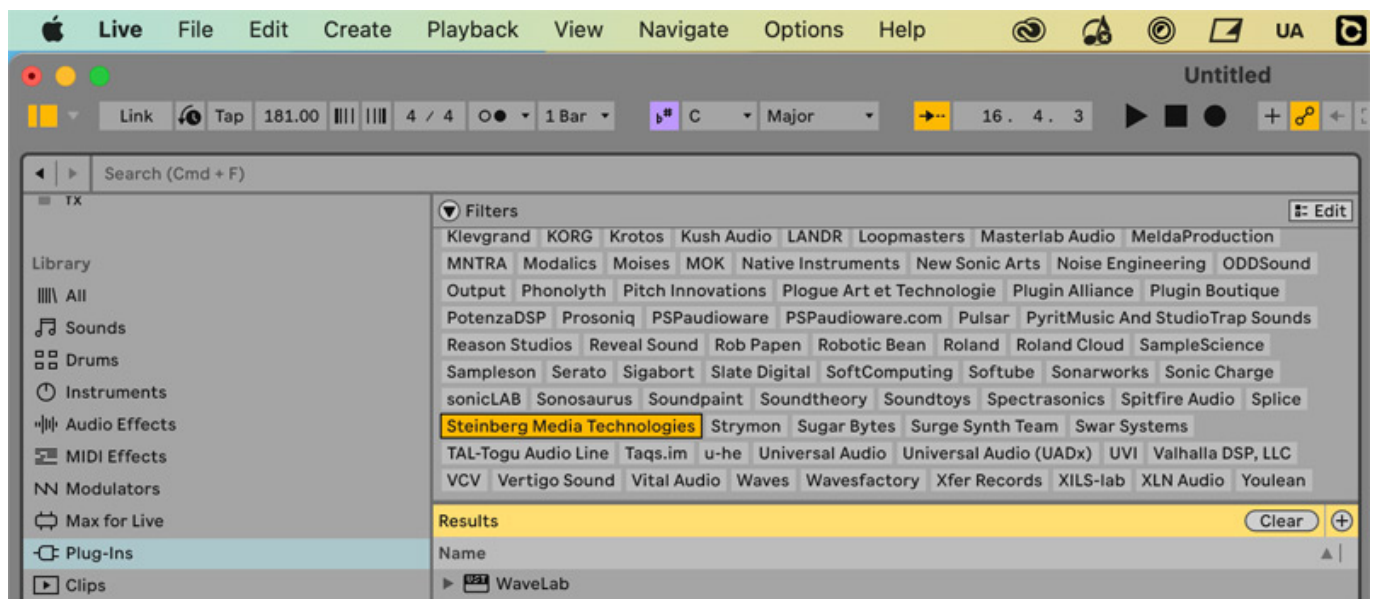 Live File Edit Create Playback View Navigate Options Help UA
Untitled
Link Tap 181.00 4 / 4 1 Bar b# C Major 16. 4. 3
Search (Cmd + F)
Filters Edit
Klevgrand KORG Krotos Kush Audio LANDR Loopmasters Masterlab Audio MeldaProduction
Library
MNTRA Modalics Moises MOK Native Instruments New Sonic Arts Noise Engineering ODDSound
All
Output Phonolyth Pitch Innovations Plogue Art et Technologie Plugin Alliance Plugin Boutique
Sounds
PotenzaDSP Prosoniq PSPaudioware PSPaudioware.com Pulsar PyritMusic And StudioTrap Sounds
Drums
Reason Studios Reveal Sound Rob Papen Robotic Bean Roland Roland Cloud SampleScience
Sampleson Serato Sigabort Slate Digital SoftComputing Softube Sonarworks Sonic Charge
Instruments
sonicLAB Sonosaurus Soundpaint Soundtheory Soundtoys Spectrasonics Spitfire Audio Splice
Audio Effects
Steinberg Media Technologies Strymon Sugar Bytes Surge Synth Team Swar Systems
MIDI Effects
TAL-Togu Audio Line Taqs.im u-he Universal Audio Universal Audio (UADx) UVI Valhalla DSP, LLC
Modulators
VCV Vertigo Sound Vital Audio Waves Wavesfactory Xfer Records XILS-lab XLN Audio Youlean
Max for Live
Results Clear
Plug-Ins
Name
Clips
VST WaveLab